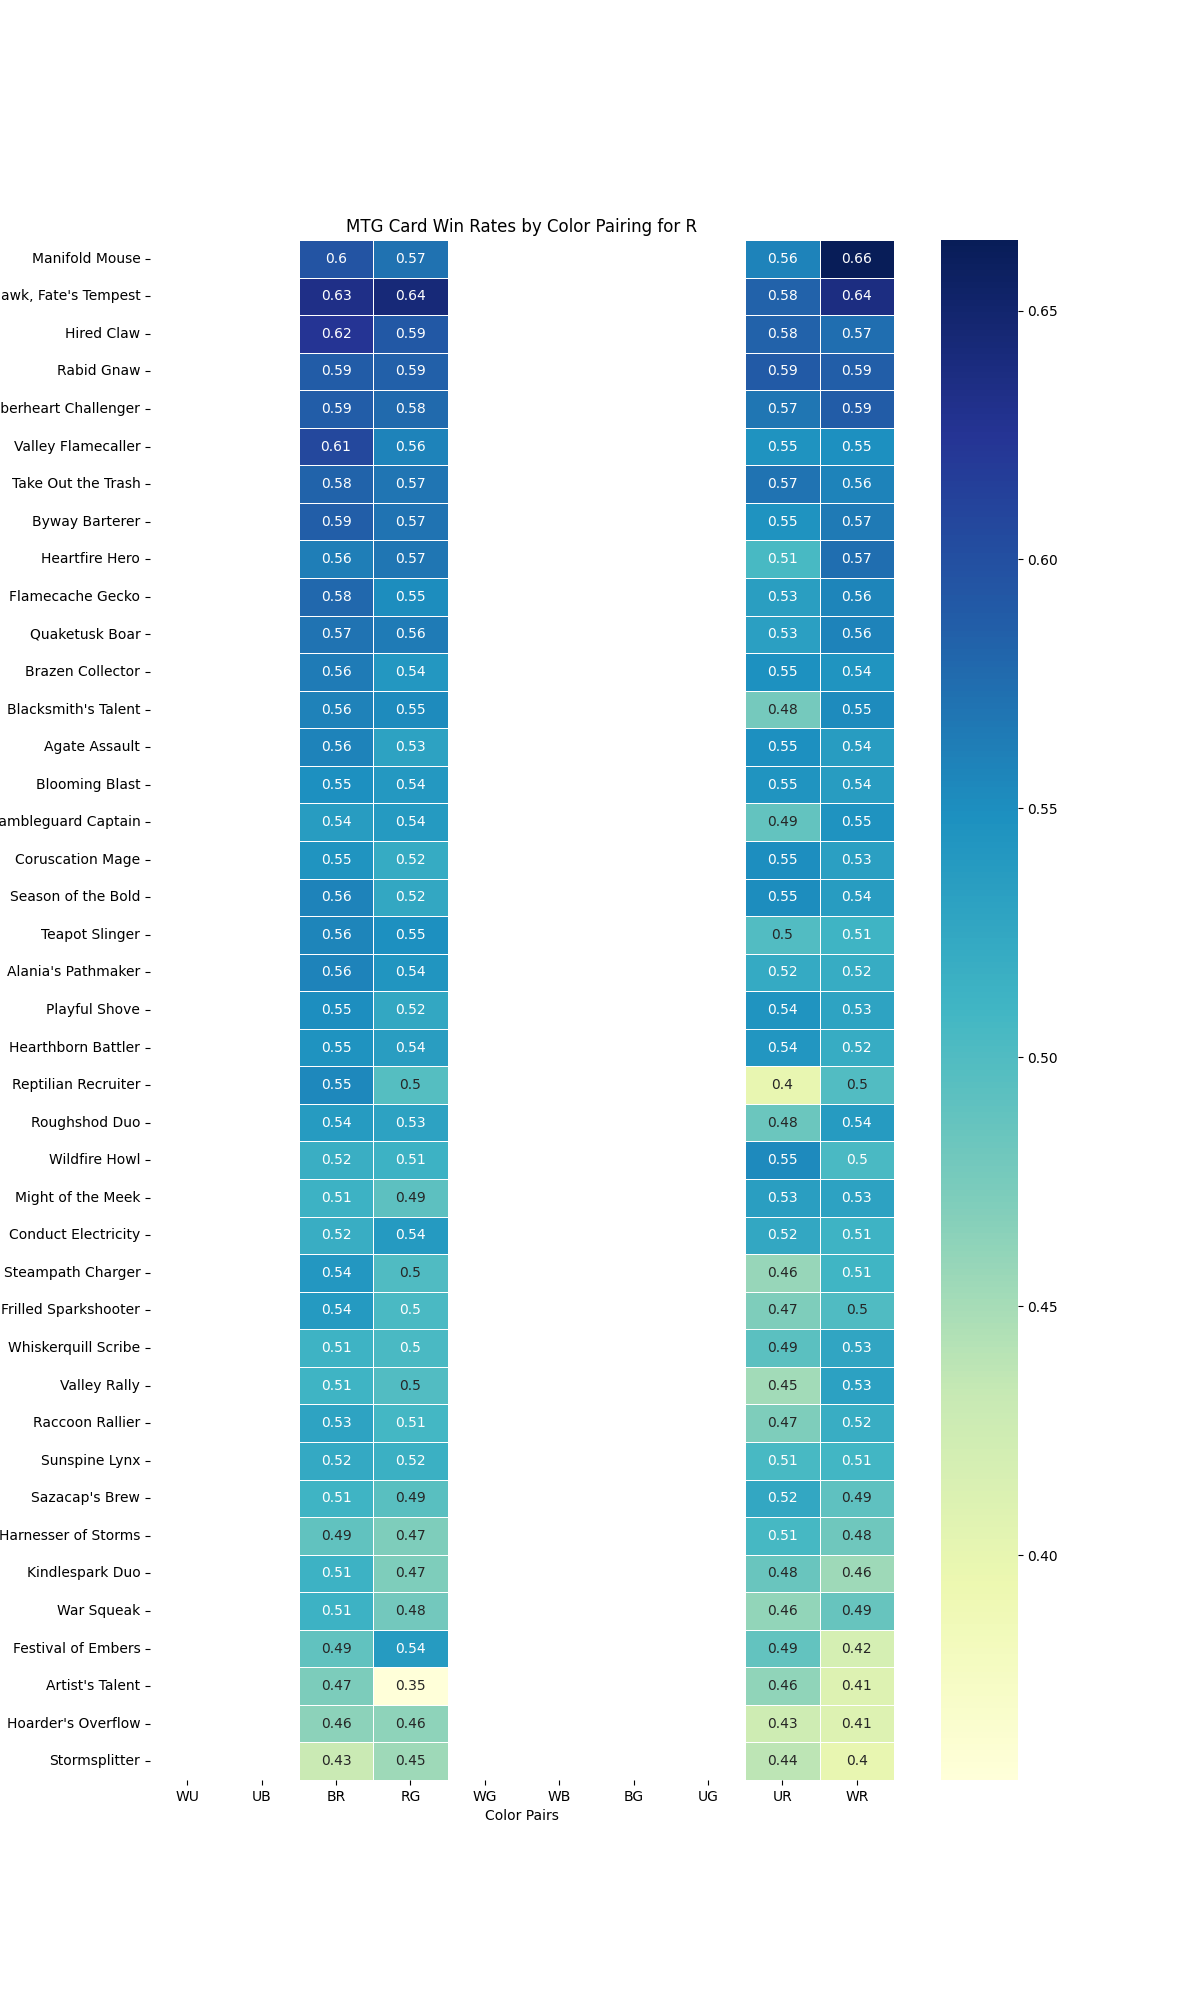 MTG Card Win Rates by Color Pairing for R
Manifold Mouse 0.6 0.57 0.56 0.66
Fate's Tempest 0.63 0.64 0.58 0.64
Hired Claw 0.62 0.59 0.58 0.57
Rabid Gnaw 0.59 0.59 0.59 0.59
Challenger 0.59 0.58 0.57 0.59
Valley Flamecaller 0.61 0.56 0.55 0.55
Take Out the Trash 0.58 0.57 0.57 0.56
Byway Barterer 0.59 0.57 0.55 0.57
Heartfire Hero 0.56 0.57 0.51 0.57
Flamecache Gecko 0.58 0.55 0.53 0.56
Quaketusk Boar 0.57 0.56 0.53 0.56
Brazen Collector 0.56 0.54 0.55 0.54
Blacksmith's Talent 0.56 0.55 0.48 0.55
Agate Assault 0.56 0.53 0.55 0.54
Blooming Blast 0.55 0.54 0.55 0.54
Captain 0.54 0.54 0.49 0.55
Coruscation Mage 0.55 0.52 0.55 0.53
Season of the Bold 0.56 0.52 0.55 0.54
Teapot Slinger 0.56 0.55 0.5 0.51
Alania's Pathmaker 0.56 0.54 0.52 0.52
Playful Shove 0.55 0.52 0.54 0.53
Hearthborn Battler 0.55 0.54 0.54 0.52
Reptilian Recruiter 0.55 0.5 0.4 0.5
Roughshod Duo 0.54 0.53 0.48 0.54
Wildfire Howl 0.52 0.51 0.55 0.5
Might of the Meek 0.51 0.49 0.53 0.53
Conduct Electricity 0.52 0.54 0.52 0.51
Steampath Charger 0.54 0.5 0.46 0.51
Frilled Sparkshooter 0.54 0.5 0.47 0.5
Whiskerquill Scribe 0.51 0.5 0.49 0.53
Valley Rally 0.51 0.5 0.45 0.53
Raccoon Rallier 0.53 0.51 0.47 0.52
Sunspine Lynx 0.52 0.52 0.51 0.51
Sazacap's Brew 0.51 0.49 0.52 0.49
Harnesser of Storms 0.49 0.47 0.51 0.48
Kindlespark Duo 0.51 0.47 0.48 0.46
War Squeak 0.51 0.48 0.46 0.49
Festival of Embers 0.49 0.54 0.49 0.42
Artist's Talent 0.47 0.35 0.46 0.41
Hoarder's Overflow 0.46 0.46 0.43 0.41
Stormsplitter 0.43 0.45 0.44 0.4
WU UB BR RG WG WB BG UG UR WR
Color Pairs
0.65
0.60
0.55
0.50
0.45
0.40